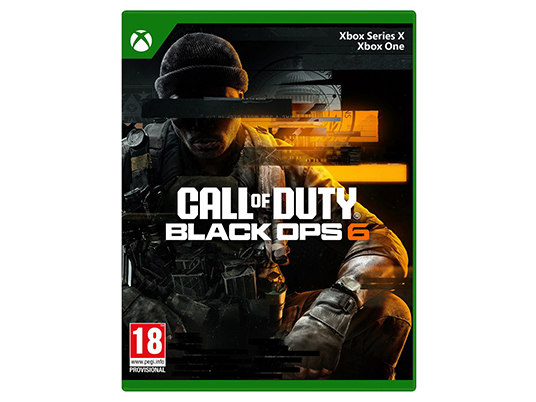 Xbox Series X
Xbox One
CALL OF DUTY®
BLACK OPS 6
18
www.pegi.info
PROVISIONAL